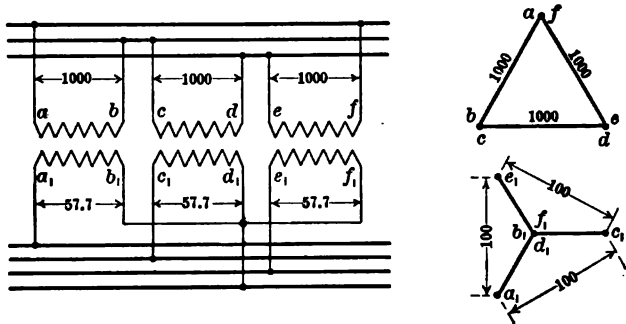 1000 1000 1000
a b c d e f
a₁ b₁ c₁ d₁ e₁ f₁
57.7 57.7 57.7
a f
1000 1000
b 1000 e
c d
e₁ 100
100 b₁ f₁ d₁ c₁
a₁ 100